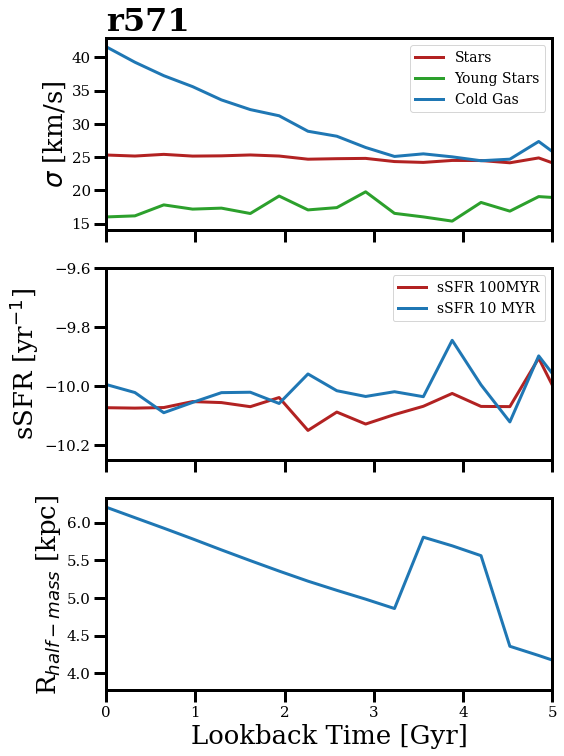 r571
σ [km/s]
40
35
30
25
20
15
Stars
Young Stars
Cold Gas
sSFR [yr⁻¹]
−9.6
−9.8
−10.0
−10.2
sSFR 100MYR
sSFR 10 MYR
R_{half−mass} [kpc]
6.0
5.5
5.0
4.5
4.0
0 1 2 3 4 5
Lookback Time [Gyr]